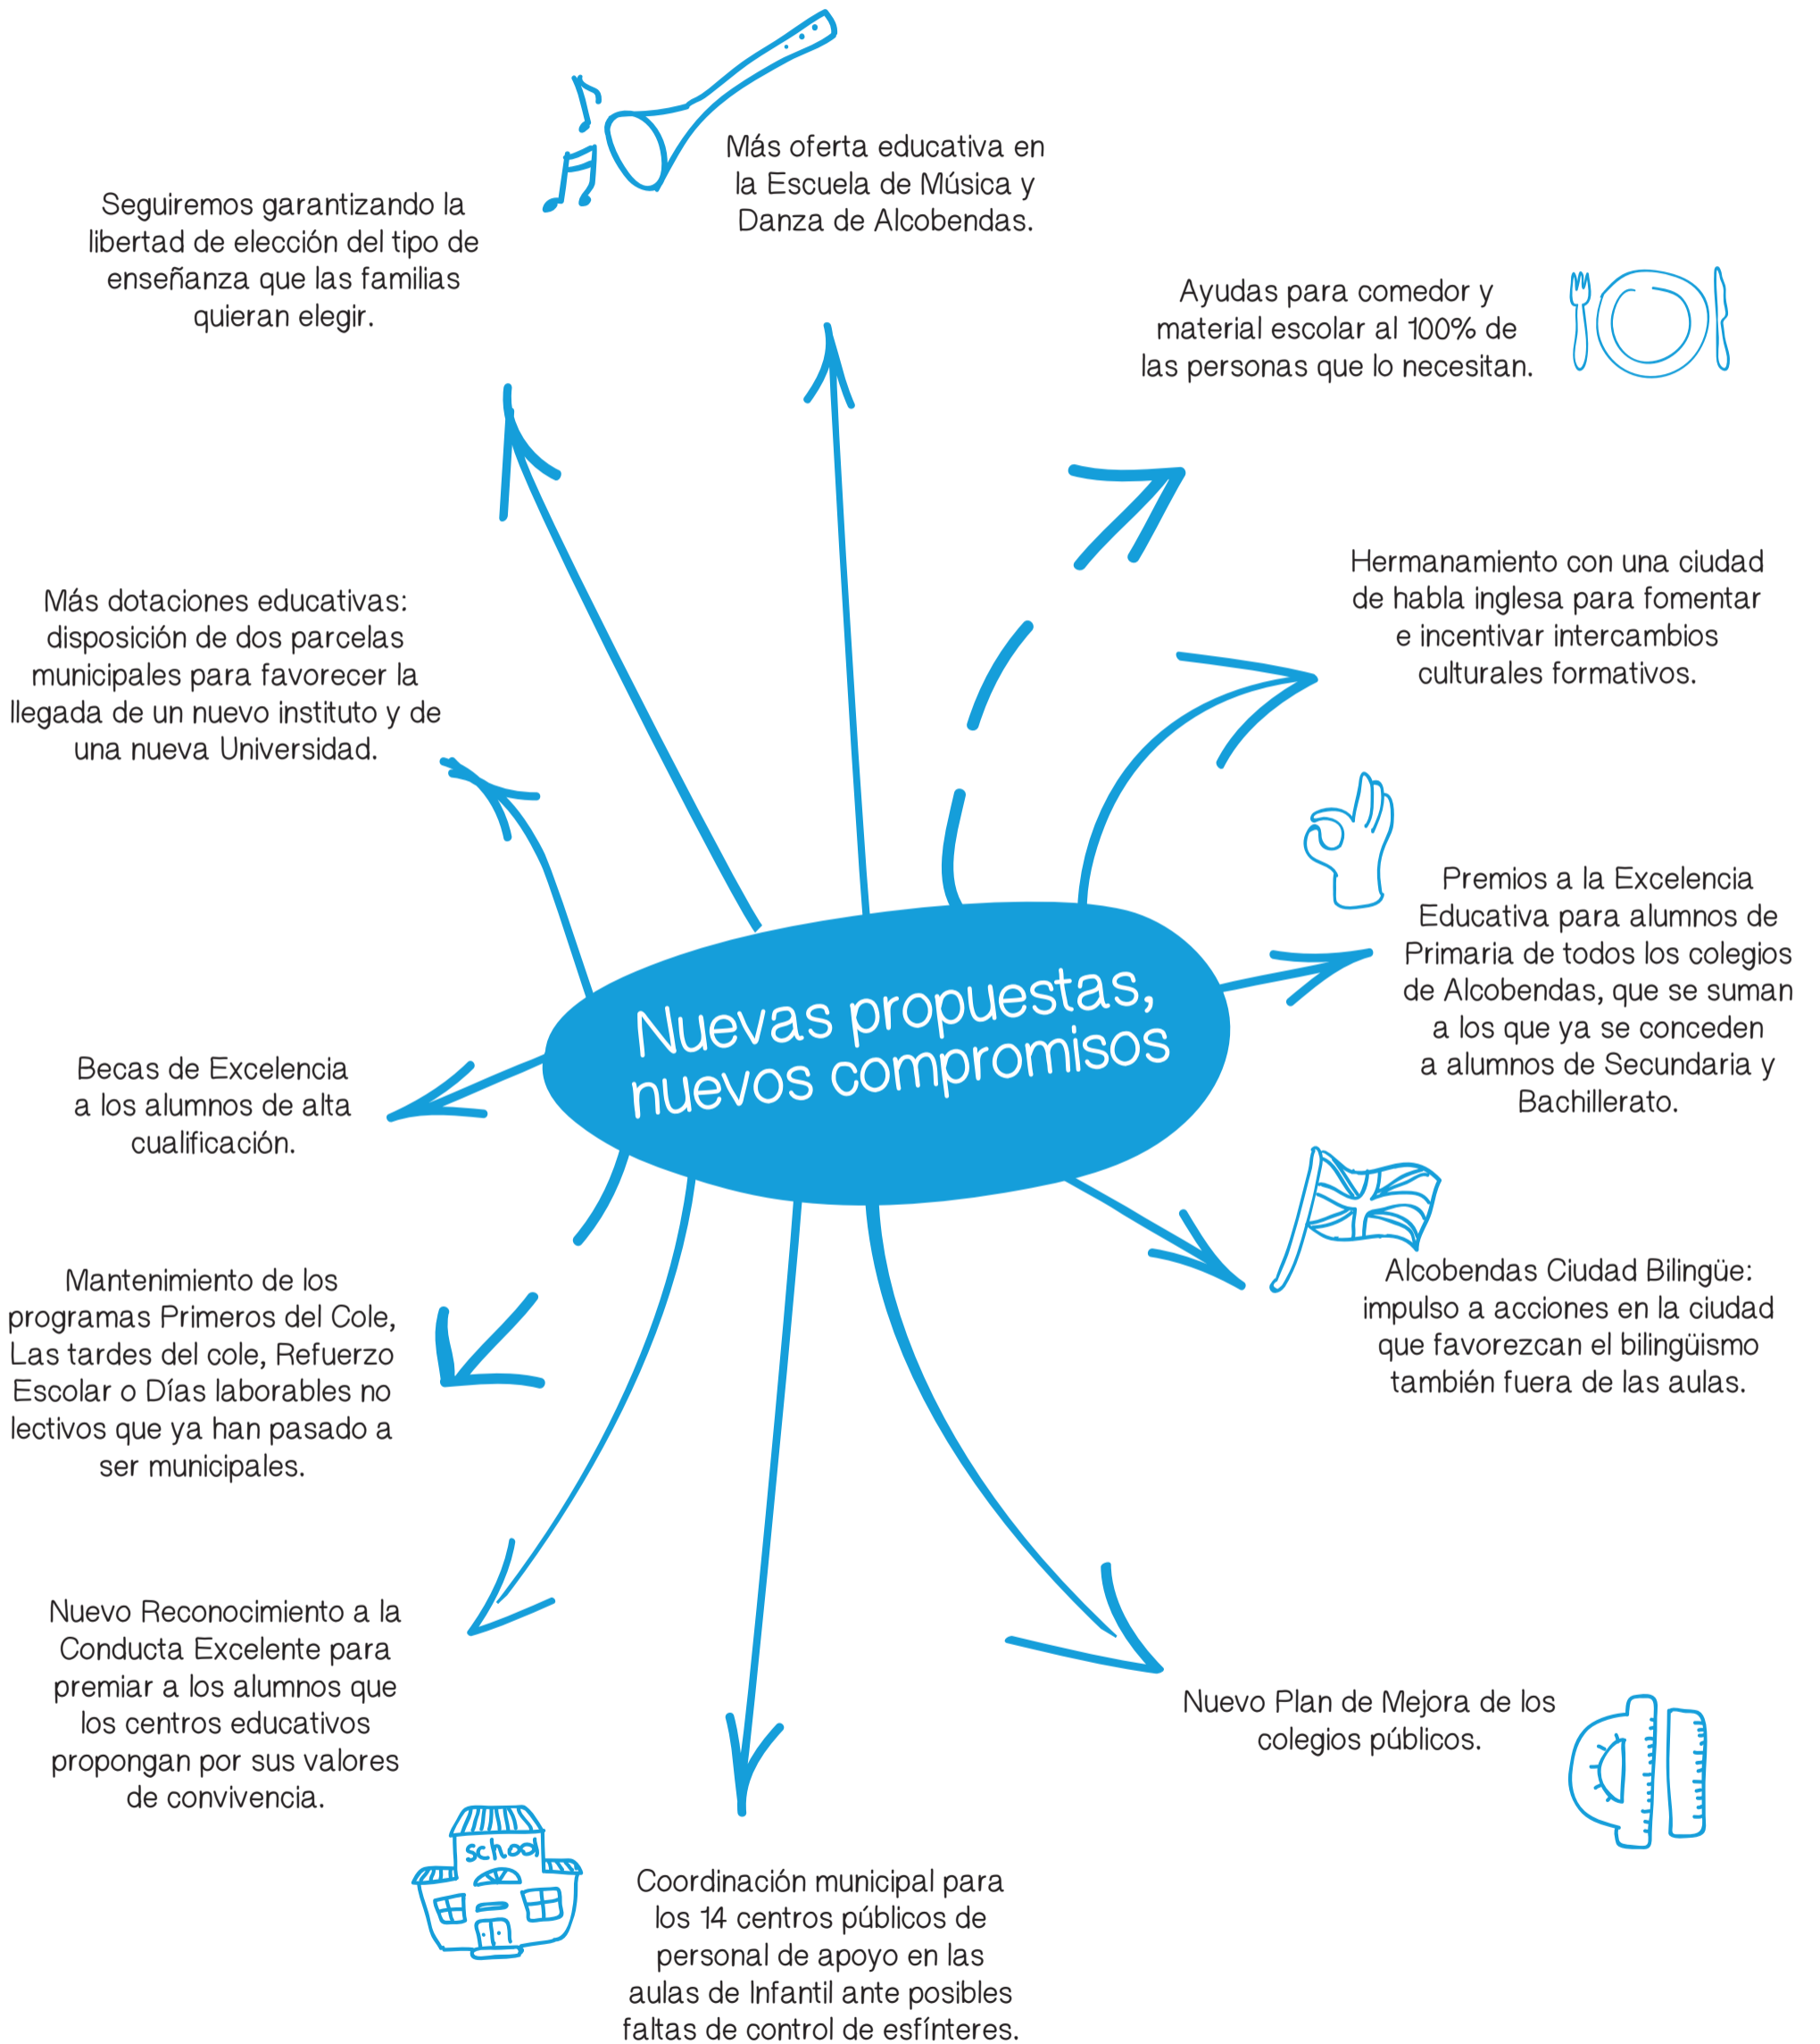 Más oferta educativa en
la Escuela de Música y
Danza de Alcobendas.
Seguiremos garantizando la
libertad de elección del tipo de
enseñanza que las familias
quieran elegir.
Ayudas para comedor y
material escolar al 100% de
las personas que lo necesitan.
Hermanamiento con una ciudad
de habla inglesa para fomentar
e incentivar intercambios
culturales formativos.
Más dotaciones educativas:
disposición de dos parcelas
municipales para favorecer la
llegada de un nuevo instituto y de
una nueva Universidad.
Premios a la Excelencia
Educativa para alumnos de
Primaria de todos los colegios
de Alcobendas, que se suman
a los que ya se conceden
a alumnos de Secundaria y
Bachillerato.
Nuevas propuestas,
nuevos compromisos
Becas de Excelencia
a los alumnos de alta
cualificación.
Alcobendas Ciudad Bilingüe:
impulso a acciones en la ciudad
que favorezcan el bilingüismo
también fuera de las aulas.
Mantenimiento de los
programas Primeros del Cole,
Las tardes del cole, Refuerzo
Escolar o Días laborables no
lectivos que ya han pasado a
ser municipales.
Nuevo Reconocimiento a la
Conducta Excelente para
premiar a los alumnos que
los centros educativos
propongan por sus valores
de convivencia.
Nuevo Plan de Mejora de los
colegios públicos.
school
Coordinación municipal para
los 14 centros públicos de
personal de apoyo en las
aulas de Infantil ante posibles
faltas de control de esfínteres.